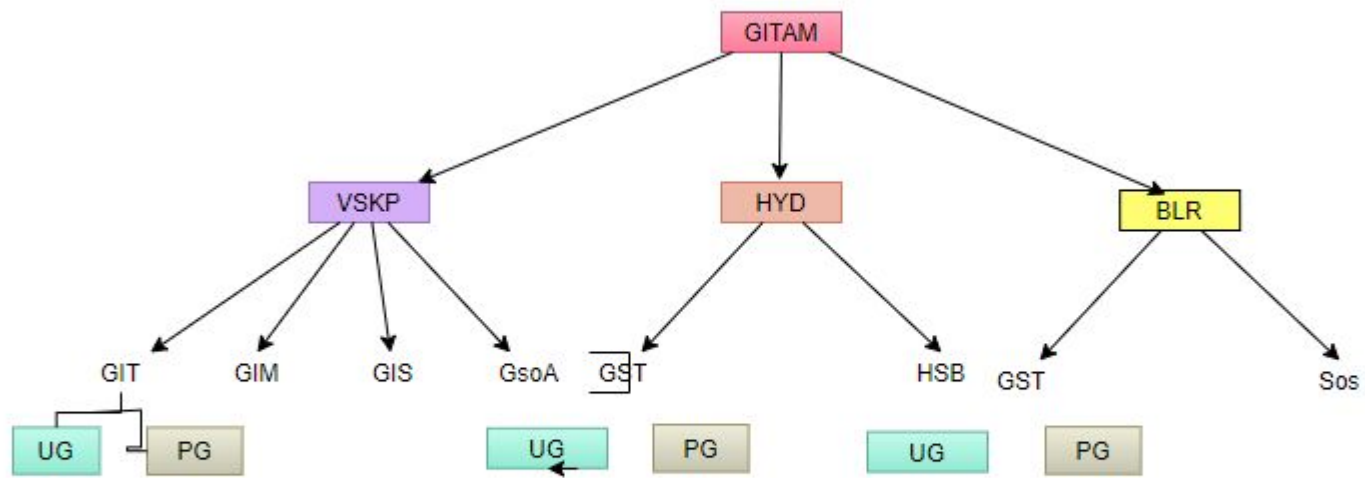 GITAM
VSKP
HYD
BLR
GIT
GIM
GIS
GsoA
GST
HSB
GST
Sos
UG
PG
UG
PG
UG
PG